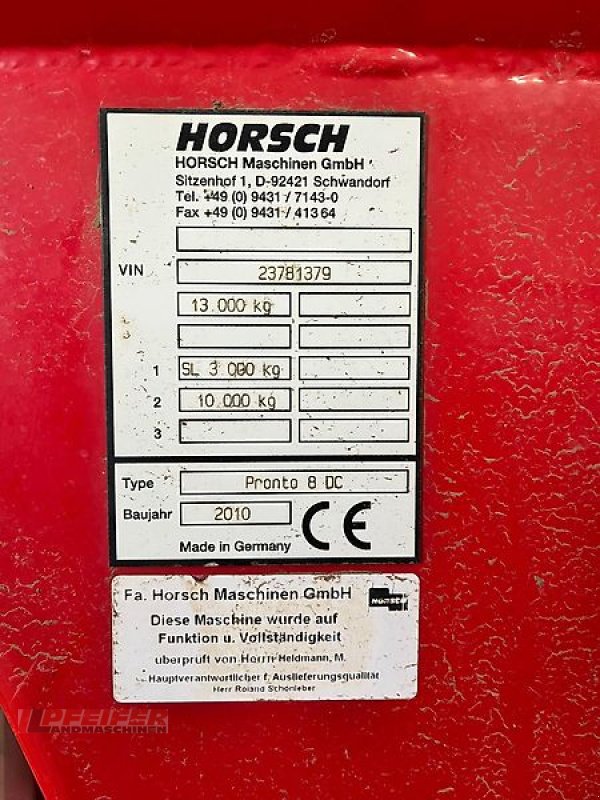 HORSCH
HORSCH Maschinen GmbH
Sitzenhof 1, D-92421 Schwandorf
Tel. +49 (0) 9431 / 7143-0
Fax +49 (0) 9431 / 413 64
VIN 23781379
13.000 kg
1 SL 3 000 kg
2 10.000 kg
3
Type Pronto 8 DC
Baujahr 2010 CE
Made in Germany
Fa. Horsch Maschinen GmbH HORSCH
Diese Maschine wurde auf
Funktion u. Vollständigkeit
überprüft von Herrn Heldmann, M.
Hauptverantwortlicher f. Auslieferungsqualität
Herr Roland Schönleber
PFEIFER
LANDMASCHINEN